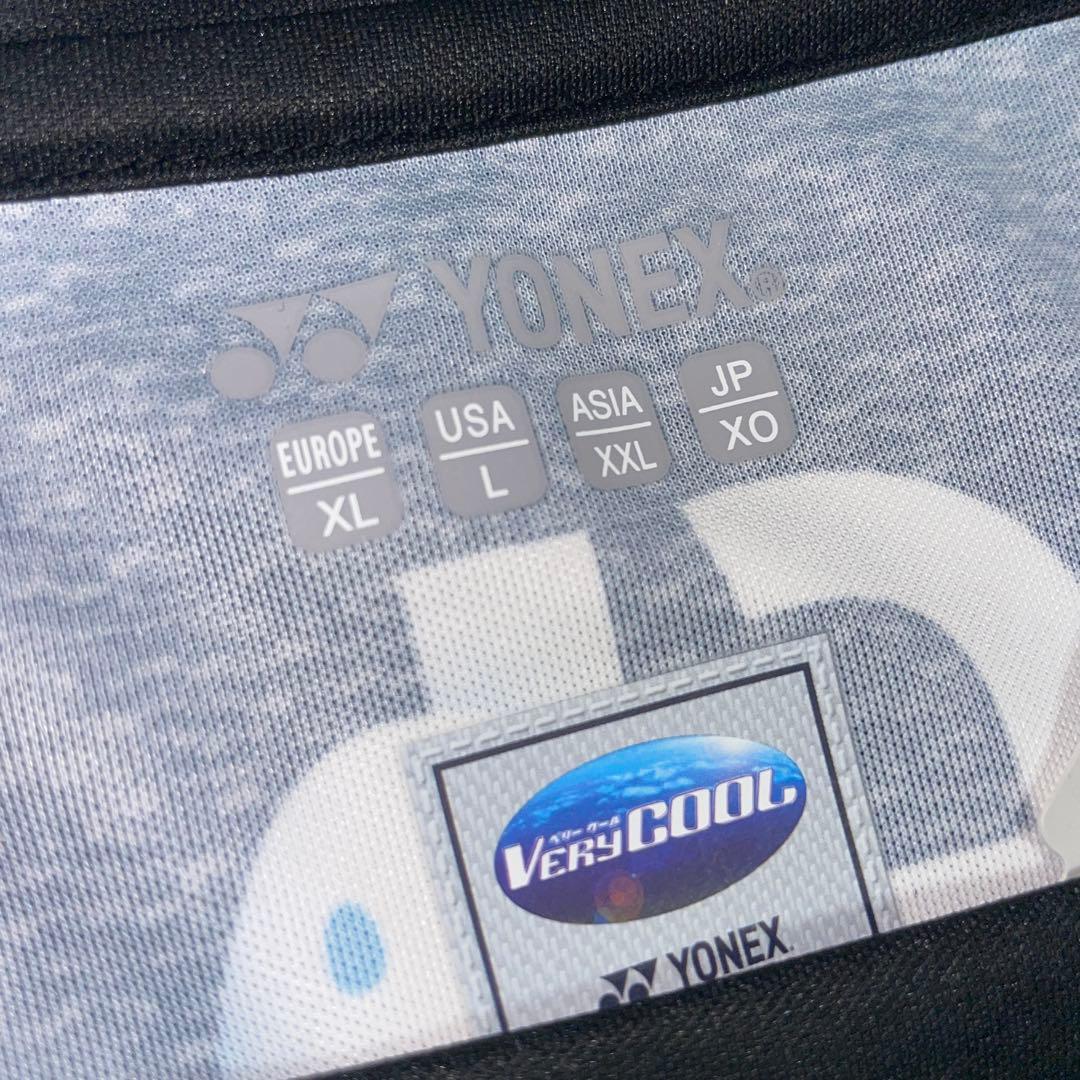 YONEX®
EUROPE
XL
USA
L
ASIA
XXL
JP
XO
ベリークール
VERYCOOL
YONEX